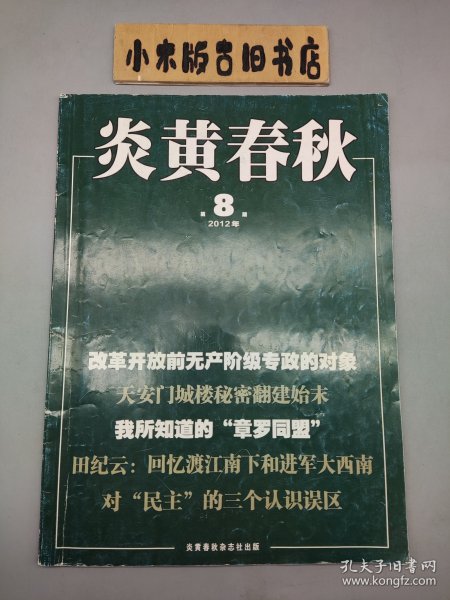 小木版古旧书店
炎黄春秋
第8期
2012年
改革开放前无产阶级专政的对象
天安门城楼秘密翻建始末
我所知道的“章罗同盟”
田纪云：回忆渡江南下和进军大西南
对“民主”的三个认识误区
炎黄春秋杂志社出版
孔夫子旧书网
www.kongfz.com